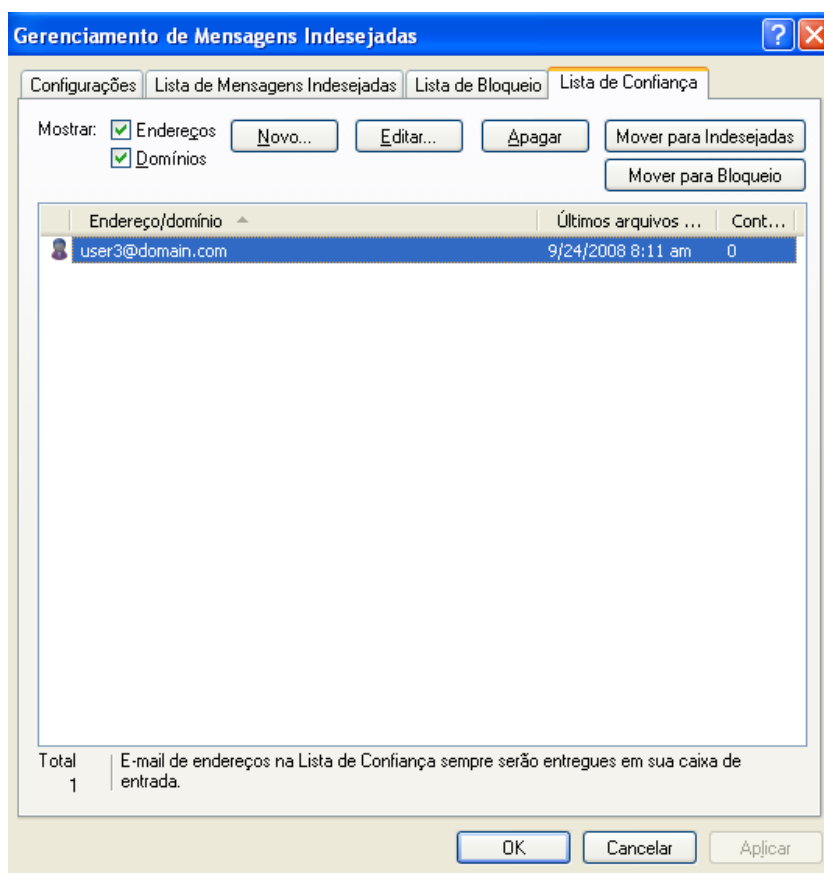 Gerenciamento de Mensagens Indesejadas
Configurações Lista de Mensagens Indesejadas Lista de Bloqueio Lista de Confiança
Mostrar: Endereços Novo... Editar... Apagar Mover para Indesejadas
Domínios Mover para Bloqueio
Endereço/domínio Últimos arquivos ... Cont...
user3@domain.com 9/24/2008 8:11 am 0
Total E-mail de endereços na Lista de Confiança sempre serão entregues em sua caixa de
1 entrada.
OK Cancelar Aplicar